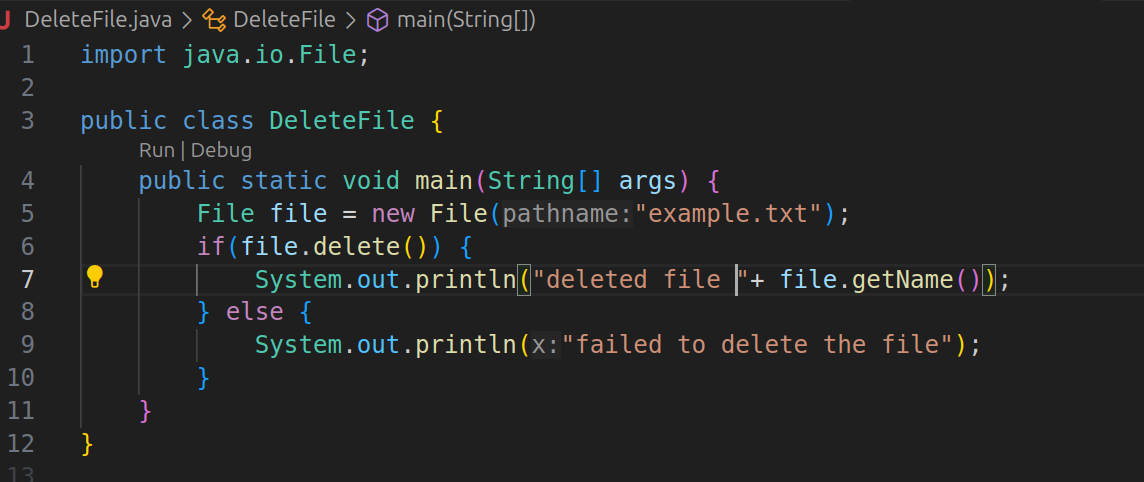 DeleteFile.java > DeleteFile > main(String[])
1 import java.io.File;
2
3 public class DeleteFile {
Run | Debug
4 public static void main(String[] args) {
5 File file = new File(pathname:"example.txt");
6 if(file.delete()) {
7 System.out.println("deleted file "+ file.getName());
8 } else {
9 System.out.println(x:"failed to delete the file");
10 }
11 }
12 }
13